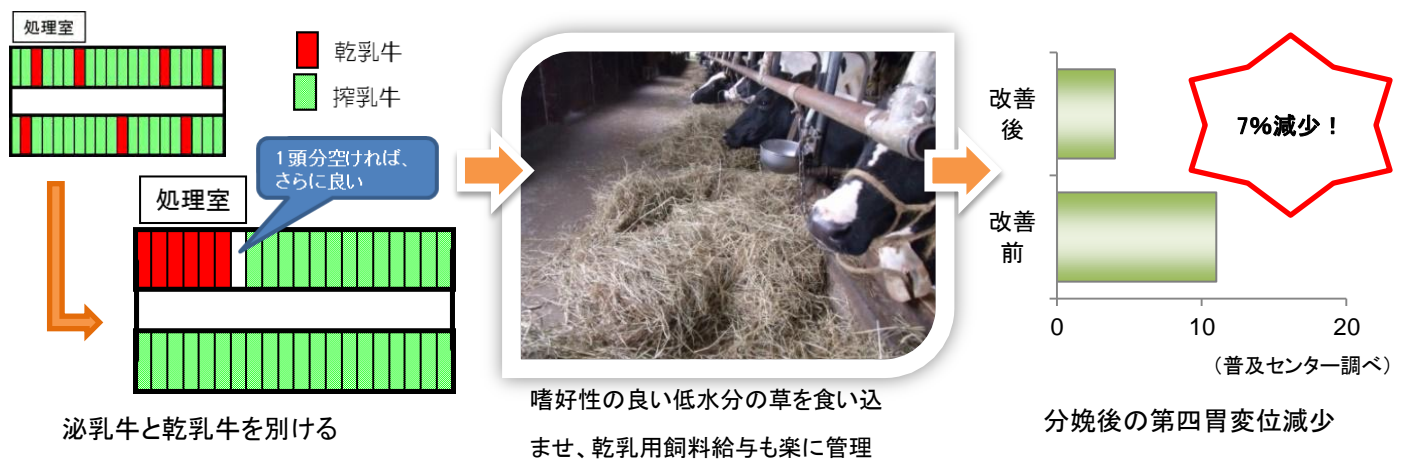 処理室
乾乳牛
搾乳牛
1頭分空ければ、
さらに良い
処理室
泌乳牛と乾乳牛を別ける
嗜好性の良い低水分の草を食い込
ませ、乾乳用飼料給与も楽に管理
改善
後
改善
前
7%減少！
0
10
20
（普及センター調べ）
分娩後の第四胃変位減少